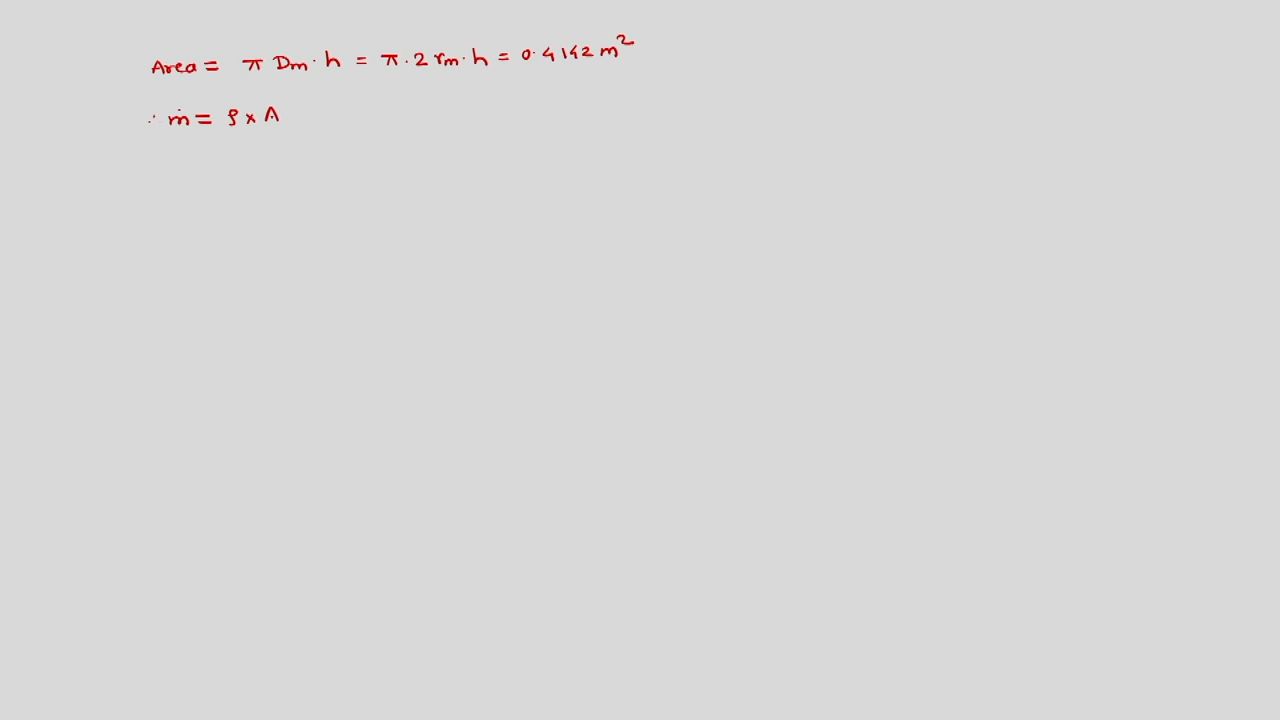 Area = π Dm · h = π · 2 rm · h = 0.4142 m²
∴ ṁ = ρ × A